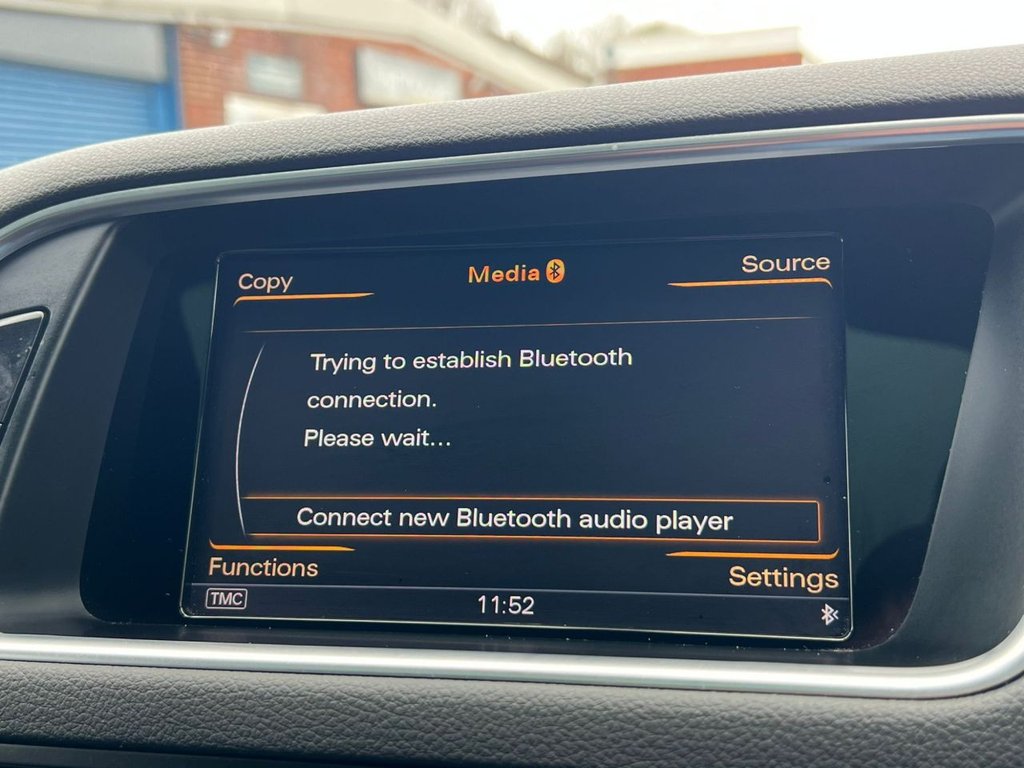 Copy
Media
Source
Trying to establish Bluetooth
connection.
Please wait...
Connect new Bluetooth audio player
Functions
Settings
TMC
11:52